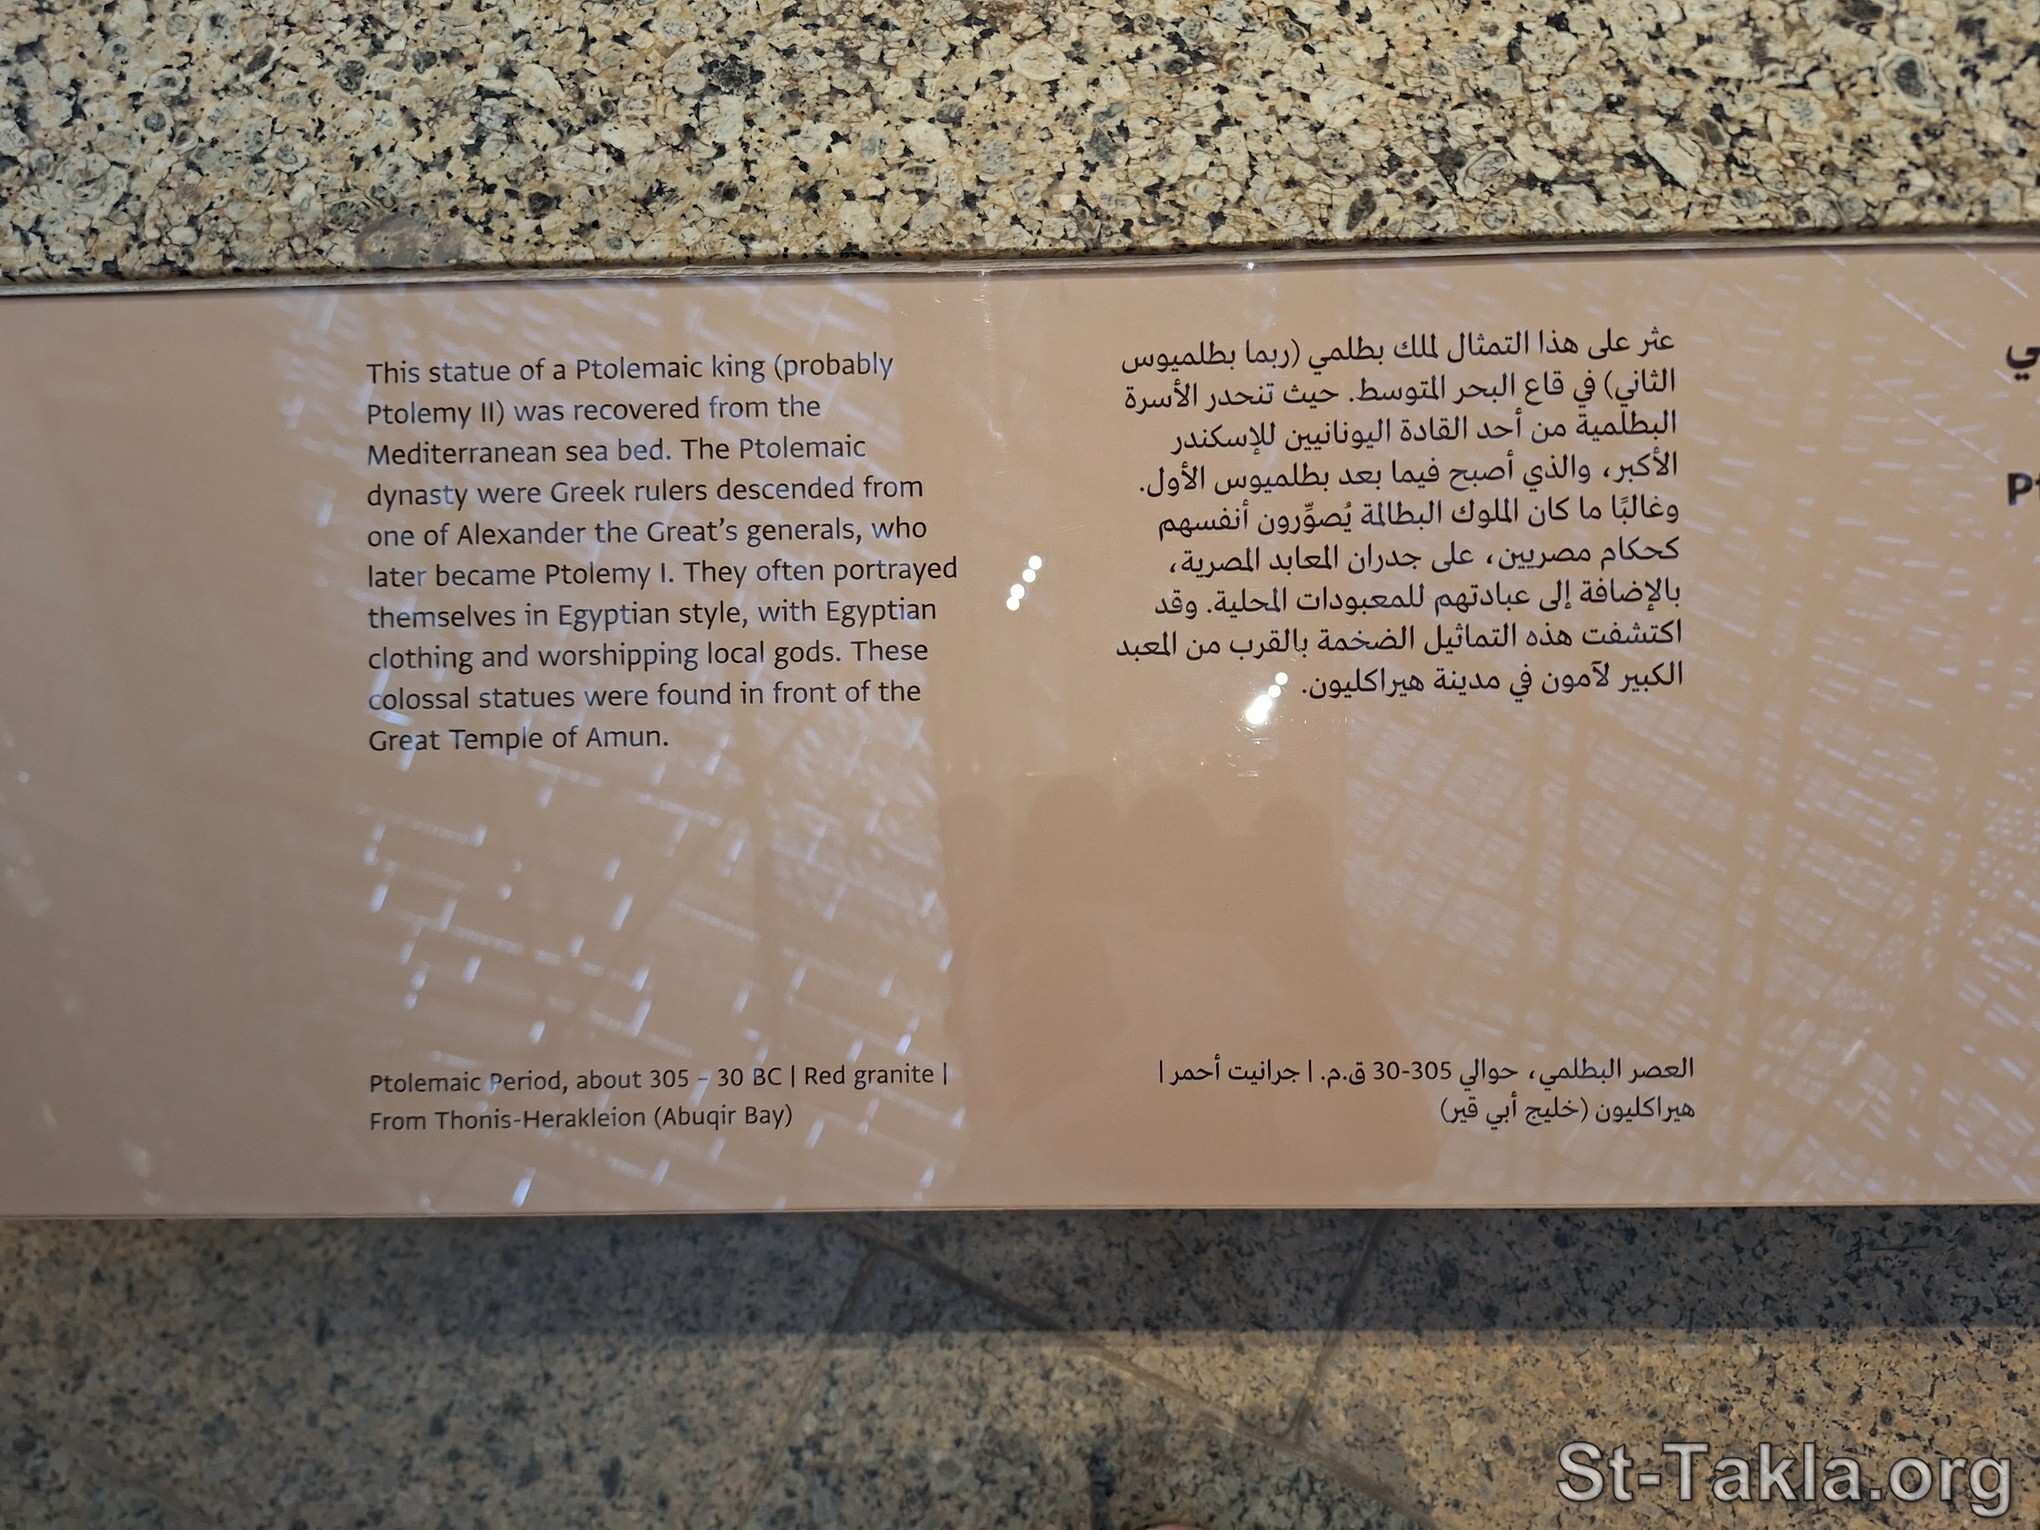 This statue of a Ptolemaic king (probably
Ptolemy II) was recovered from the
Mediterranean sea bed. The Ptolemaic
dynasty were Greek rulers descended from
one of Alexander the Great's generals, who
later became Ptolemy I. They often portrayed
themselves in Egyptian style, with Egyptian
clothing and worshipping local gods. These
colossal statues were found in front of the
Great Temple of Amun.
Ptolemaic Period, about 305 – 30 BC | Red granite |
From Thonis-Herakleion (Abuqir Bay)
عثر على هذا التمثال لملك بطلمي (ربما بطلميوس
الثاني) في قاع البحر المتوسط. حيث تنحدر الأسرة
البطلمية من أحد القادة اليونانيين للإسكندر
الأكبر، والذي أصبح فيما بعد بطلميوس الأول.
وغالبًا ما كان الملوك البطالمة يُصوِّرون أنفسهم
كحكام مصريين، على جدران المعابد المصرية،
بالإضافة إلى عبادتهم للمعبودات المحلية. وقد
اكتشفت هذه التماثيل الضخمة بالقرب من المعبد
الكبير لآمون في مدينة هيراكليون.
العصر البطلمي، حوالي 305-30 ق.م. | جرانيت أحمر |
هيراكليون (خليج أبي قير)
St-Takla.org